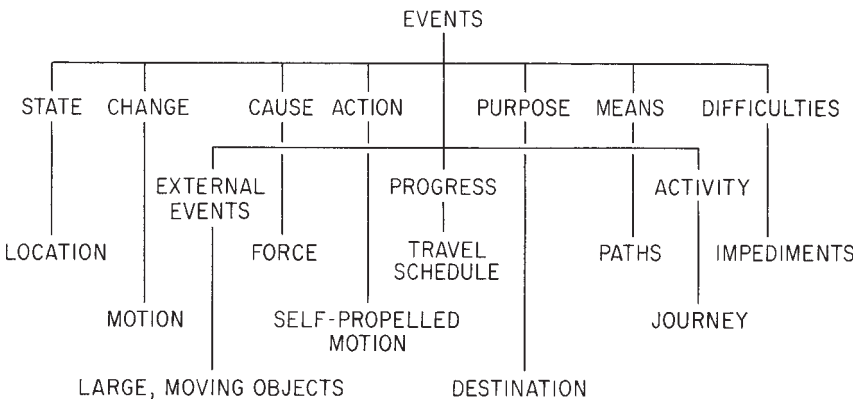 EVENTS
STATE CHANGE CAUSE ACTION PURPOSE MEANS DIFFICULTIES
EXTERNAL EVENTS PROGRESS ACTIVITY
LOCATION FORCE TRAVEL SCHEDULE PATHS IMPEDIMENTS
MOTION SELF-PROPELLED MOTION JOURNEY
LARGE, MOVING OBJECTS DESTINATION